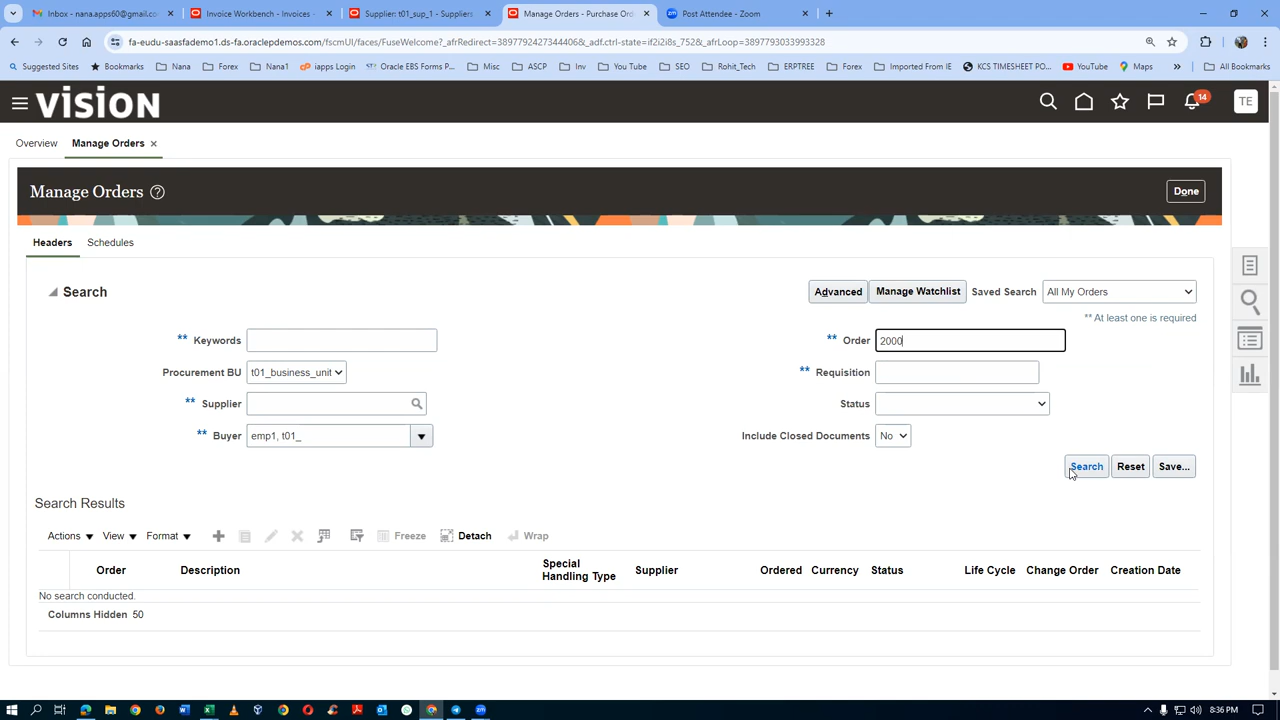 Inbox - nana.apps60@gmail.co
Invoice Workbench - Invoices -
Supplier: t01_sup_1 - Suppliers
Manage Orders - Purchase Ord
Post Attendee - Zoom
fa-eudu-saasfademo1.ds-fa.oraclepdemos.com/fscmUI/faces/FuseWelcome?_afrRedirect=38977924273444068&_adf.ctrl-state=if2i2i8s_752&_afrLoop=38977930339933​28
Suggested Sites Bookmarks Nana Forex Nana1 iapps Login Oracle EBS Forms P... Misc ASCP Inv You Tube SEO Rohit_Tech ERPTREE Forex Imported From IE KCS TIMESHEET PO... YouTube Maps » All Bookmarks
VISION
14
TE
Overview Manage Orders
Manage Orders ?
Done
Headers Schedules
Search
Advanced Manage Watchlist Saved Search All My Orders
** At least one is required
** Keywords
** Order 2000
Procurement BU t01_business_unit
** Requisition
** Supplier
Status
** Buyer emp1, t01_
Include Closed Documents No
Search Reset Save...
Search Results
Actions View Format Freeze Detach Wrap
Order Description Special Handling Type Supplier Ordered Currency Status Life Cycle Change Order Creation Date
No search conducted.
Columns Hidden 50
8:36 PM